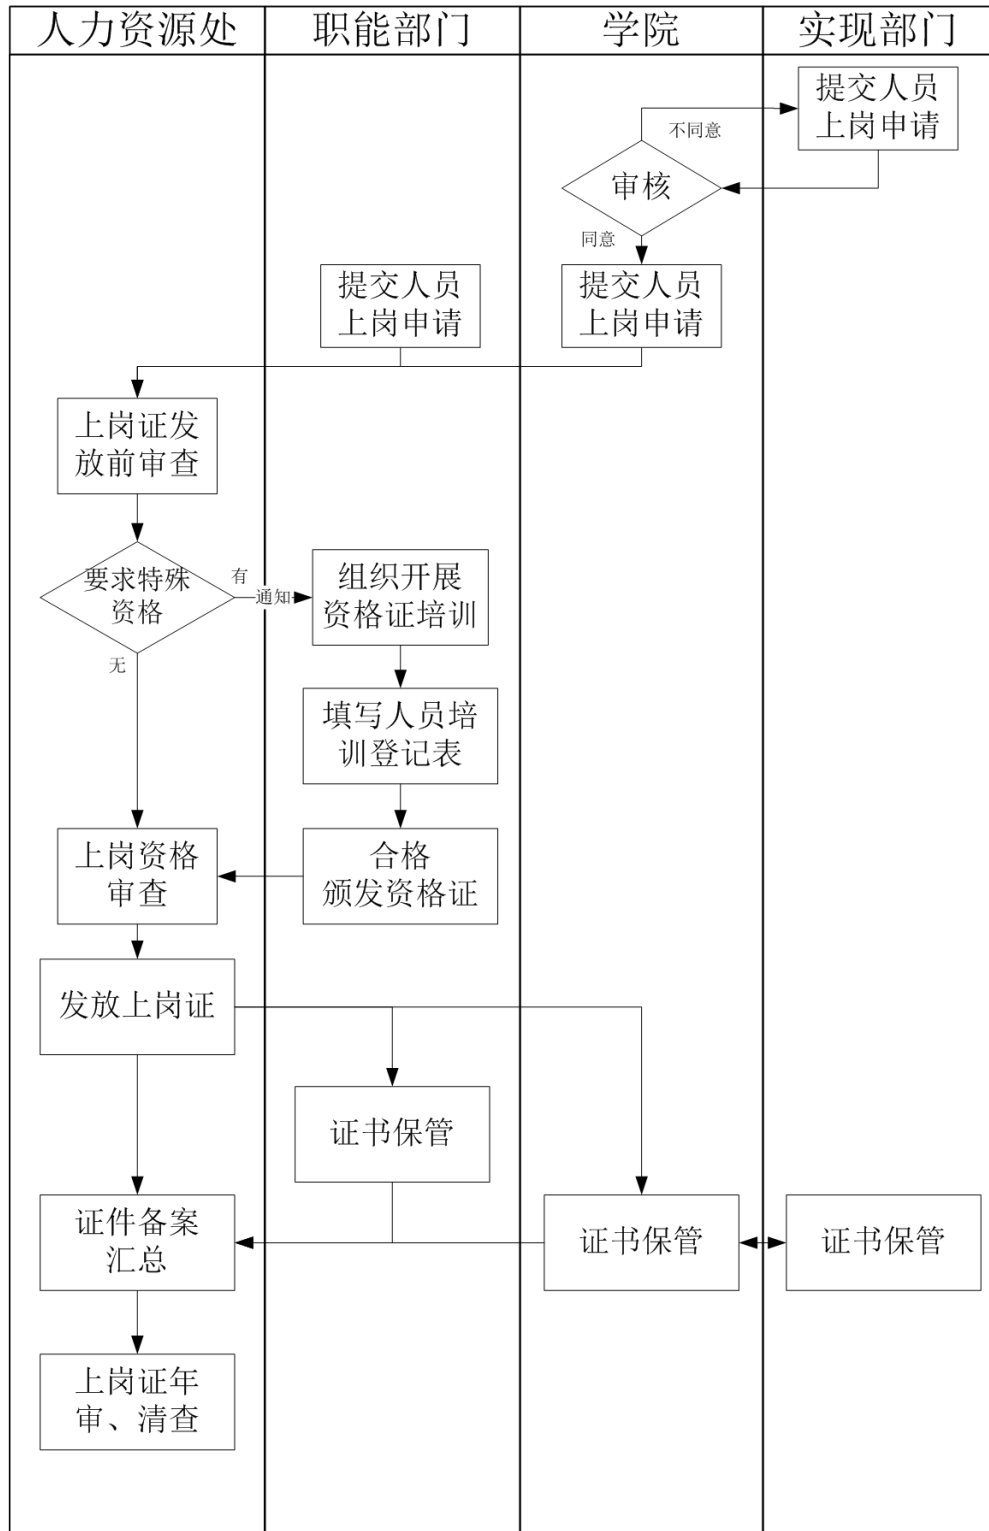 人力资源处
职能部门
学院
实现部门
提交人员
上岗申请
不同意
审核
同意
提交人员
上岗申请
提交人员
上岗申请
上岗证发
放前审查
要求特殊
资格
有
通知
组织开展
资格证培训
无
填写人员培
训登记表
上岗资格
审查
合格
颁发资格证
发放上岗证
证书保管
证件备案
汇总
证书保管
证书保管
上岗证年
审、清查